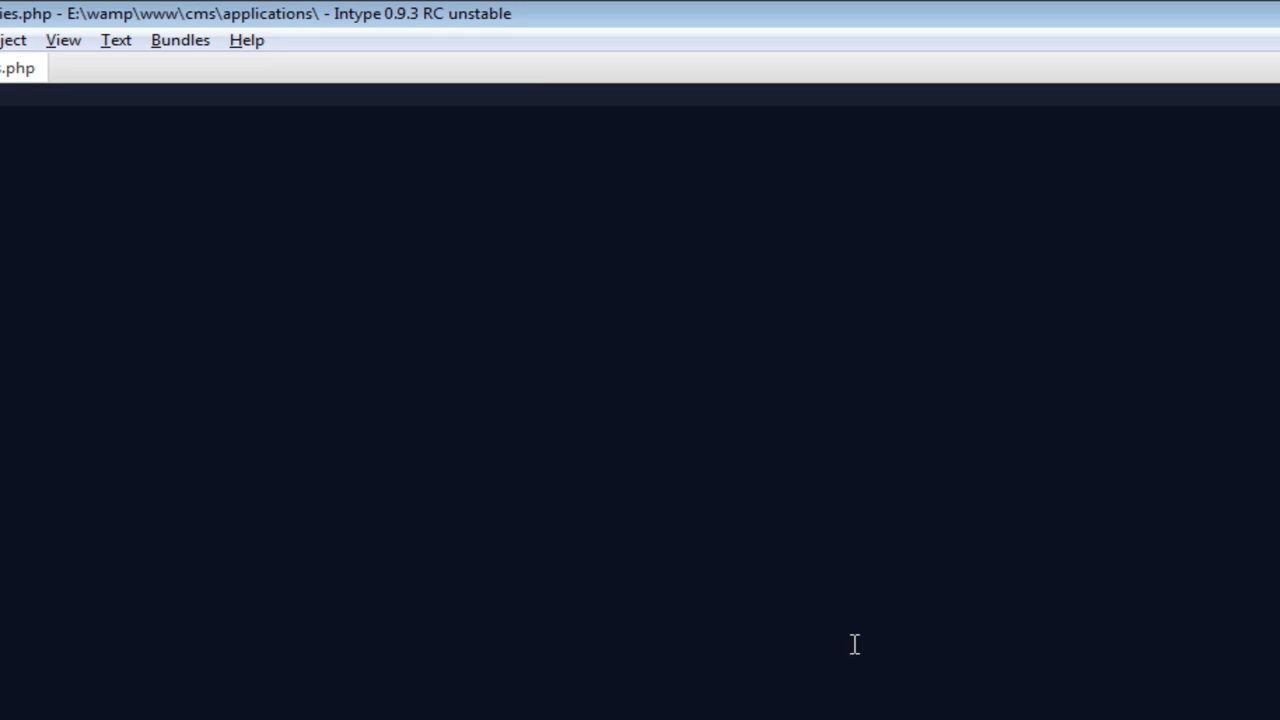 ies.php - E:\wamp\www\cms\applications\ - Intype 0.9.3 RC unstable
ject View Text Bundles Help
s.php